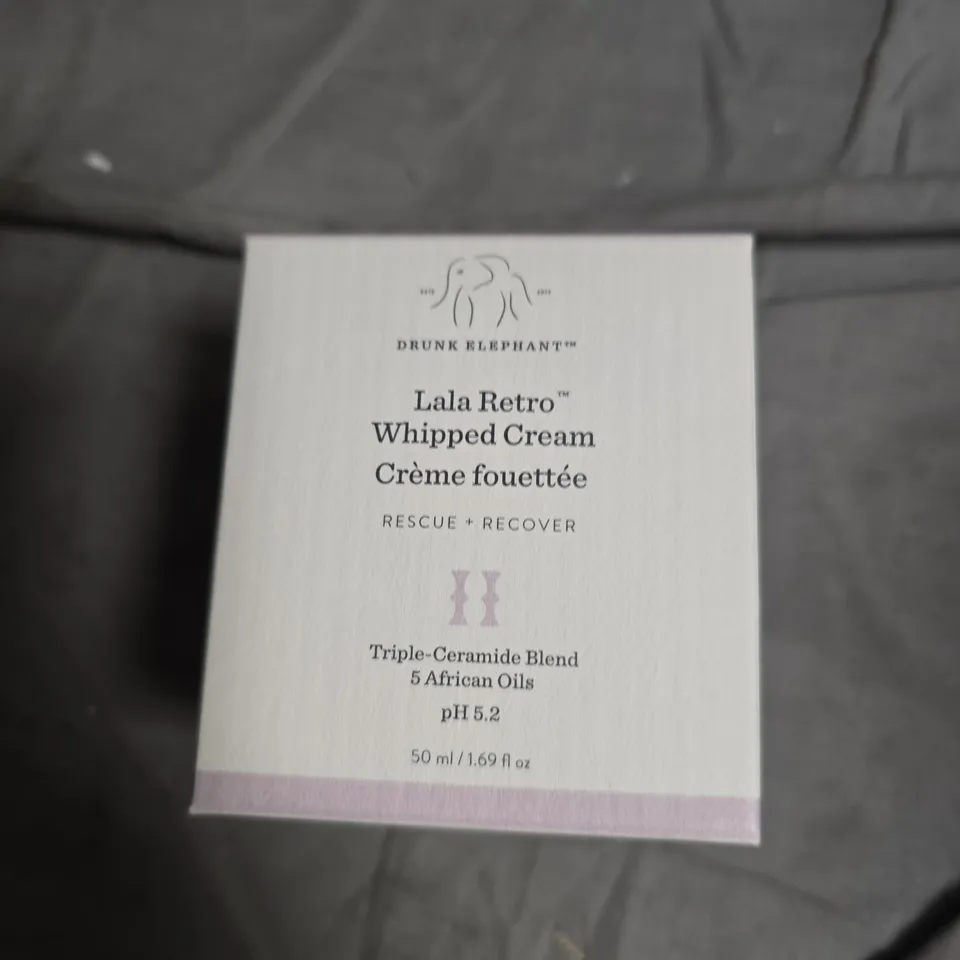 DRUNK ELEPHANT™
Lala Retro™
Whipped Cream
Crème fouettée
RESCUE + RECOVER
Triple-Ceramide Blend
5 African Oils
pH 5.2
50 ml / 1.69 fl oz